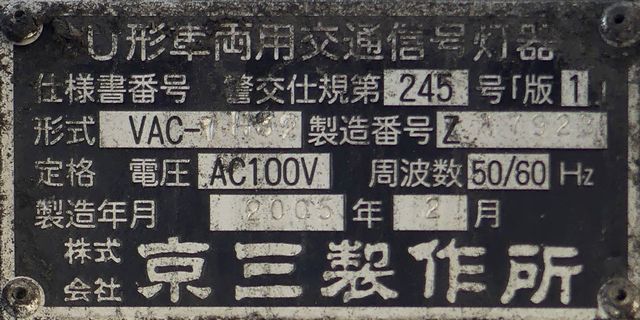 U形車両用交通信号灯器
仕様書番号 警交仕規第 245 号「版 1」
形式 VAC- 製造番号 Z
定格 電圧 AC100V 周波数 50/60 Hz
製造年月 2005 年 2 月
株式会社 京三製作所